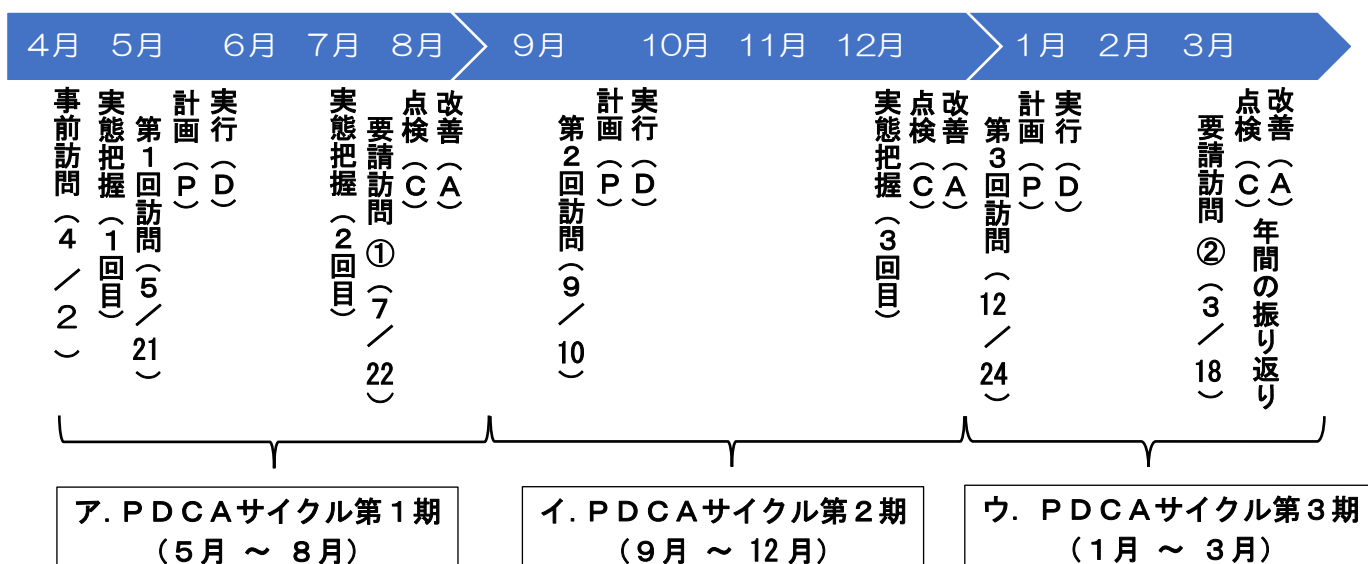 4月 5月 6月 7月 8月 9月 10月 11月 12月 1月 2月 3月
事前訪問（４／２）
実態把握（１回目）
第１回訪問（５／21）
計画（Ｐ）
実行（Ｄ）
実態把握（２回目）
要請訪問①（７／22）
点検（Ｃ）
改善（Ａ）
第２回訪問（９／10）
計画（Ｐ）
実行（Ｄ）
実態把握（３回目）
点検（Ｃ）
改善（Ａ）
第３回訪問（12／24）
計画（Ｐ）
実行（Ｄ）
要請訪問②（３／18）
点検（Ｃ）
改善（Ａ）
年間の振り返り
ア．ＰＤＣＡサイクル第１期
（５月 ～ ８月）
イ．ＰＤＣＡサイクル第２期
（９月 ～ 12月）
ウ．ＰＤＣＡサイクル第３期
（１月 ～ ３月）